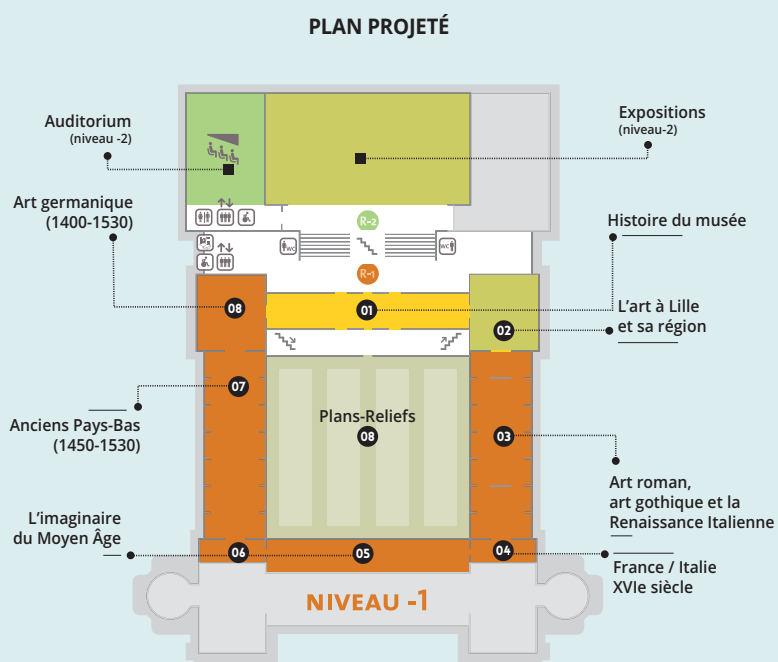 PLAN PROJETÉ
Auditorium
(niveau -2)
Expositions
(niveau-2)
Art germanique
(1400-1530)
R-2
Histoire du musée
WC
WC
R-1
08
01
L'art à Lille
et sa région
02
07
Anciens Pays-Bas
(1450-1530)
Plans-Reliefs
08
03
Art roman,
art gothique et la
Renaissance Italienne
L'imaginaire
du Moyen Âge
06
05
04
France / Italie
XVIe siècle
NIVEAU -1